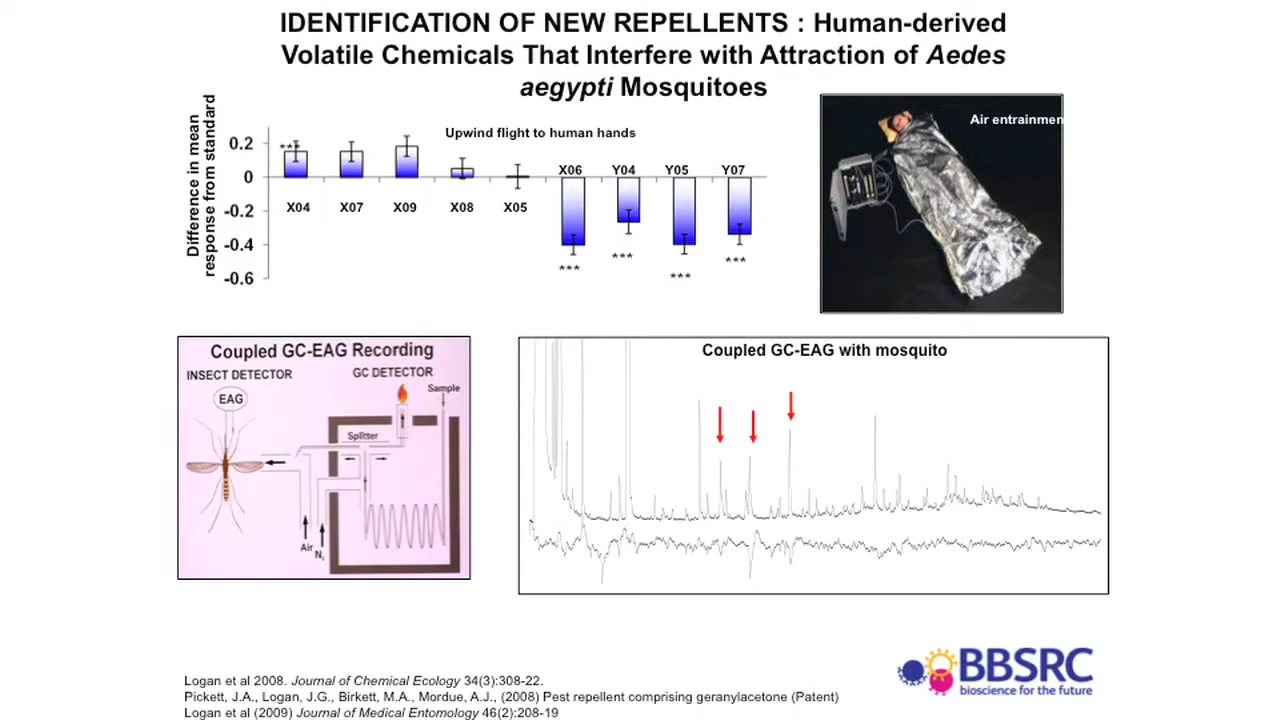 IDENTIFICATION OF NEW REPELLENTS : Human-derived
Volatile Chemicals That Interfere with Attraction of Aedes
aegypti Mosquitoes
Difference in mean
response from standard
0.2
0
-0.2
-0.4
-0.6
Upwind flight to human hands
***
X04
X07
X09
X08
X05
X06
Y04
Y05
Y07
***
***
***
***
Air entrainmen
Coupled GC-EAG Recording
INSECT DETECTOR
GC DETECTOR
EAG
Sample
Splitter
Air
N₂
Coupled GC-EAG with mosquito
Logan et al 2008. Journal of Chemical Ecology 34(3):308-22.
Pickett, J.A., Logan, J.G., Birkett, M.A., Mordue, A.J., (2008) Pest repellent comprising geranylacetone (Patent)
Logan et al (2009) Journal of Medical Entomology 46(2):208-19
BBSRC
bioscience for the future